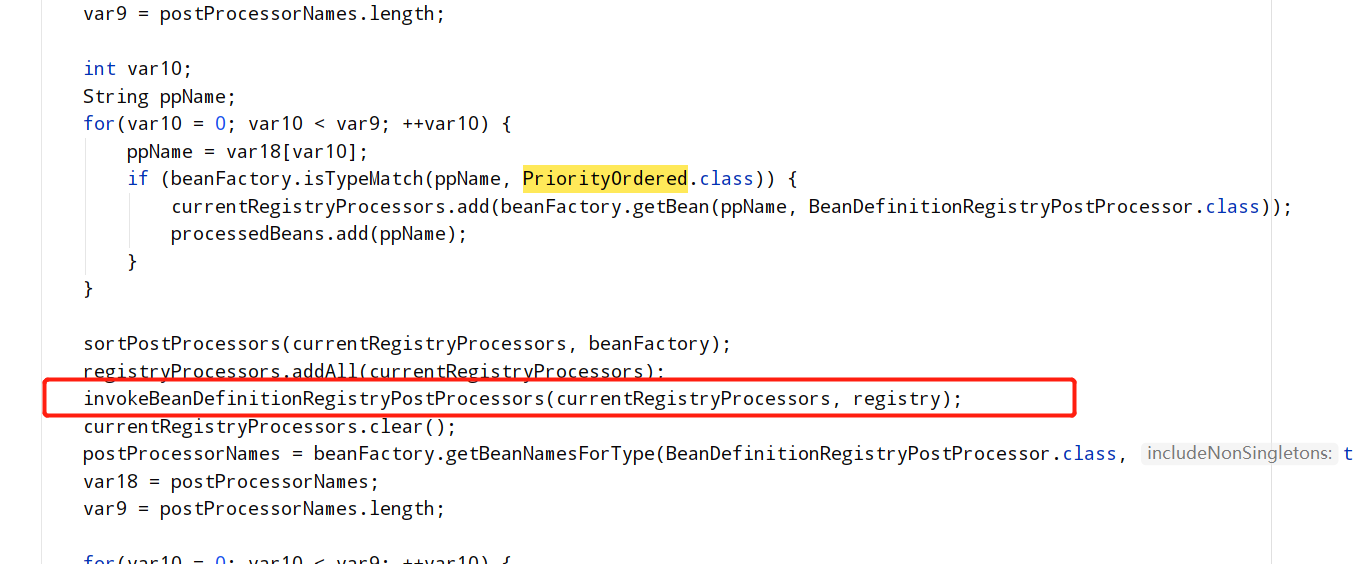 var9 = postProcessorNames.length;
int var10;
String ppName;
for(var10 = 0; var10 < var9; ++var10) {
ppName = var18[var10];
if (beanFactory.isTypeMatch(ppName, PriorityOrdered.class)) {
currentRegistryProcessors.add(beanFactory.getBean(ppName, BeanDefinitionRegistryPostProcessor.class));
processedBeans.add(ppName);
}
}
sortPostProcessors(currentRegistryProcessors, beanFactory);
registryProcessors.addAll(currentRegistryProcessors);
invokeBeanDefinitionRegistryPostProcessors(currentRegistryProcessors, registry);
currentRegistryProcessors.clear();
postProcessorNames = beanFactory.getBeanNamesForType(BeanDefinitionRegistryPostProcessor.class, includeNonSingletons: t
var18 = postProcessorNames;
var9 = postProcessorNames.length;
for(var10 = 0; var10 < var9; ++var10) {